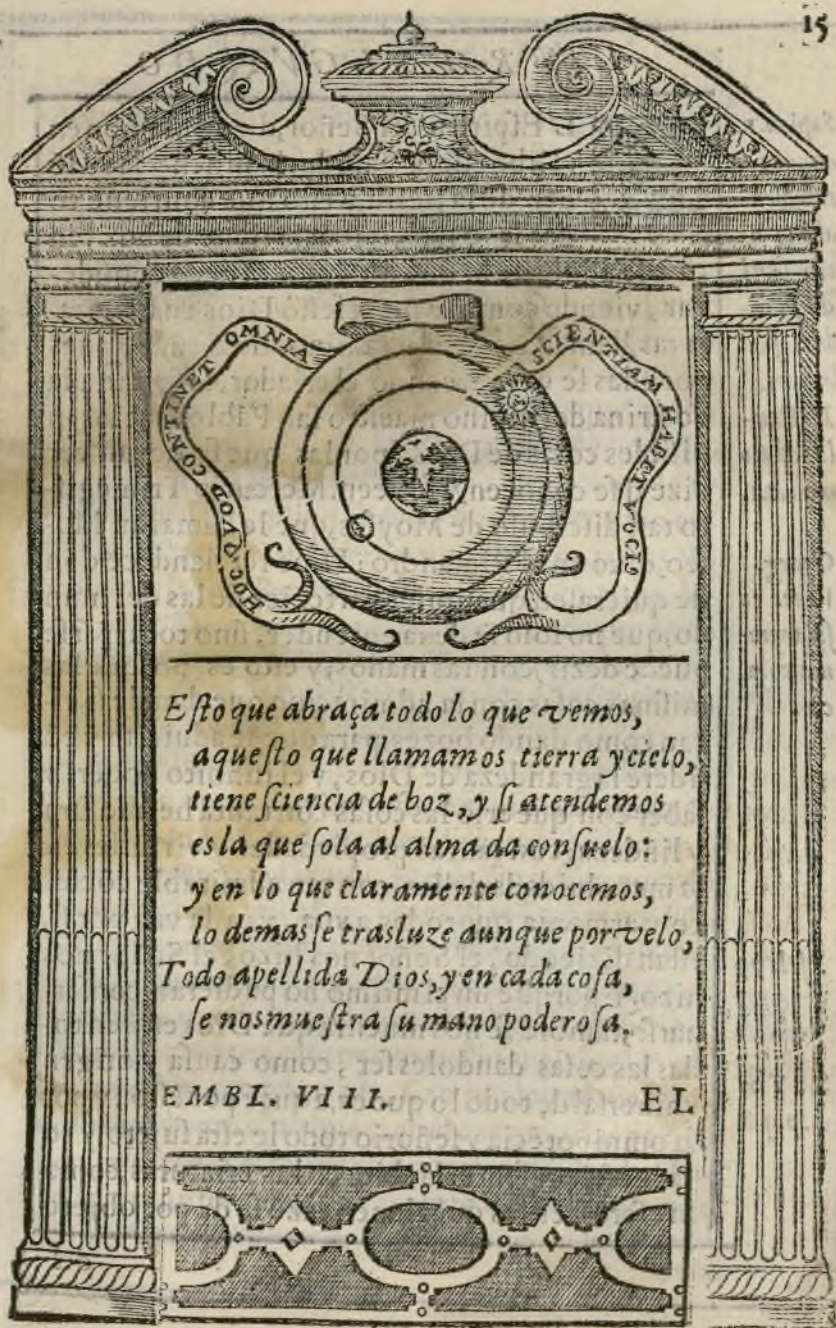 15
HOC QVOD CONTINET OMNIA
SCIENTIAM HABET VOCIS
Eſto que abraça todo lo que vemos,
aqueſto que llamamos tierra y cielo,
tiene ſciencia de boz, y ſi atendemos
es la que ſola al alma da conſuelo:
y en lo que claramente conocemos,
lo demas ſe trasluze aunque por velo,
Todo apellida Dios, y en cada coſa,
ſe nos mueſtra ſu mano poderoſa.
EMBL. VIII. EL